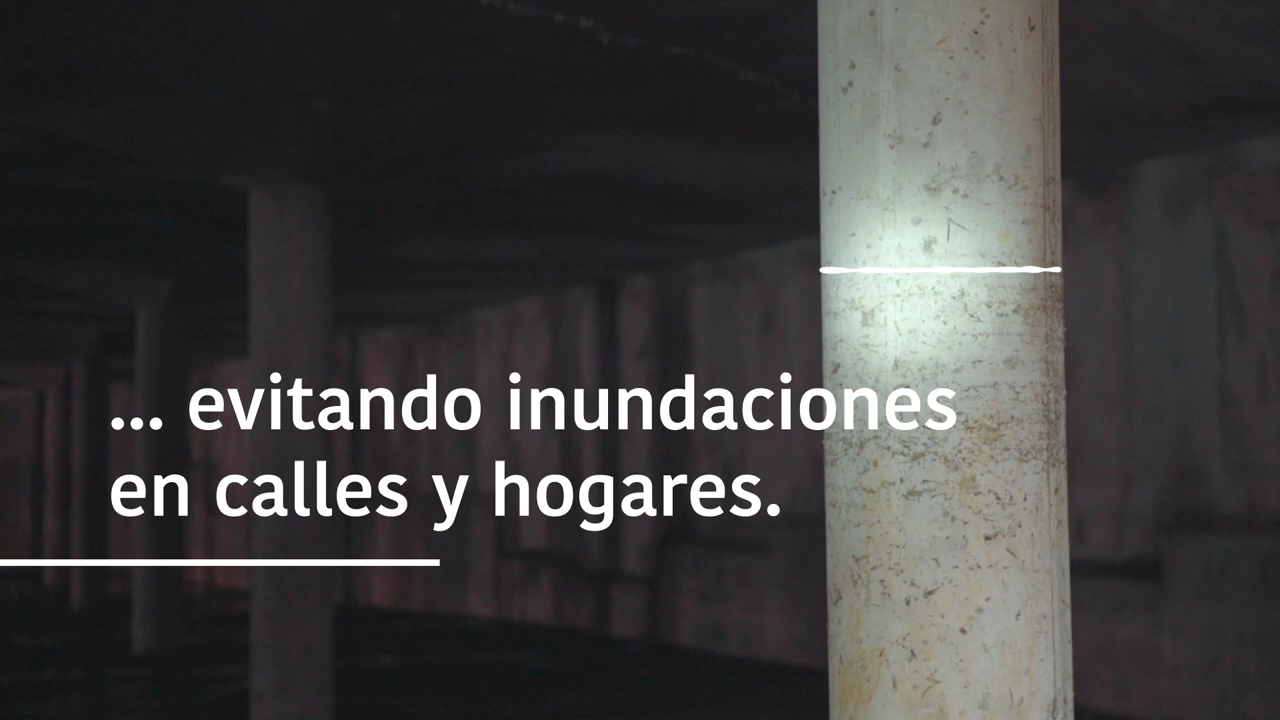 ... evitando inundaciones
en calles y hogares.